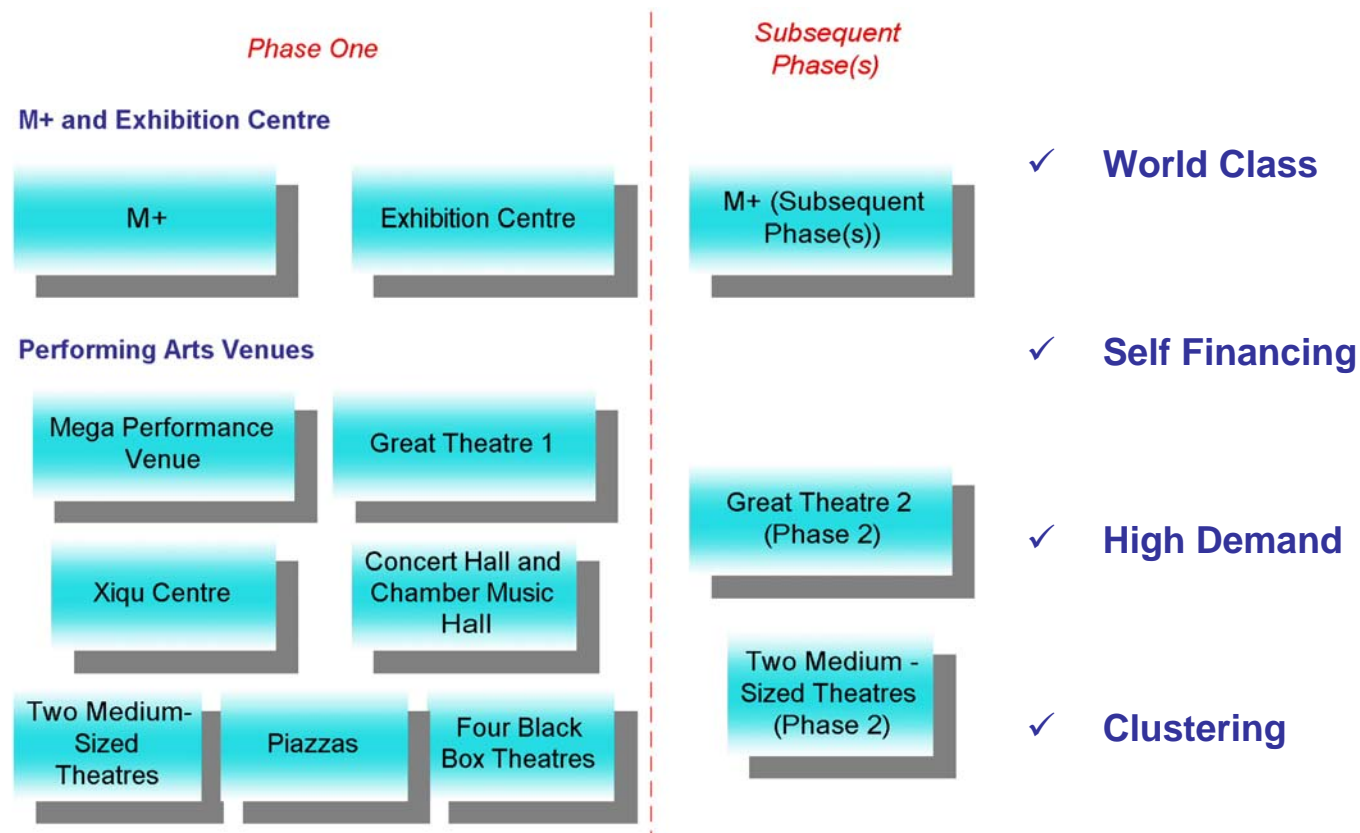 Phase One
Subsequent
Phase(s)
M+ and Exhibition Centre
M+
Exhibition Centre
M+ (Subsequent
Phase(s))
✓ World Class
Performing Arts Venues
✓ Self Financing
Mega Performance
Venue
Great Theatre 1
Great Theatre 2
(Phase 2)
✓ High Demand
Xiqu Centre
Concert Hall and
Chamber Music
Hall
Two Medium -
Sized Theatres
(Phase 2)
✓ Clustering
Two Medium-
Sized
Theatres
Piazzas
Four Black
Box Theatres